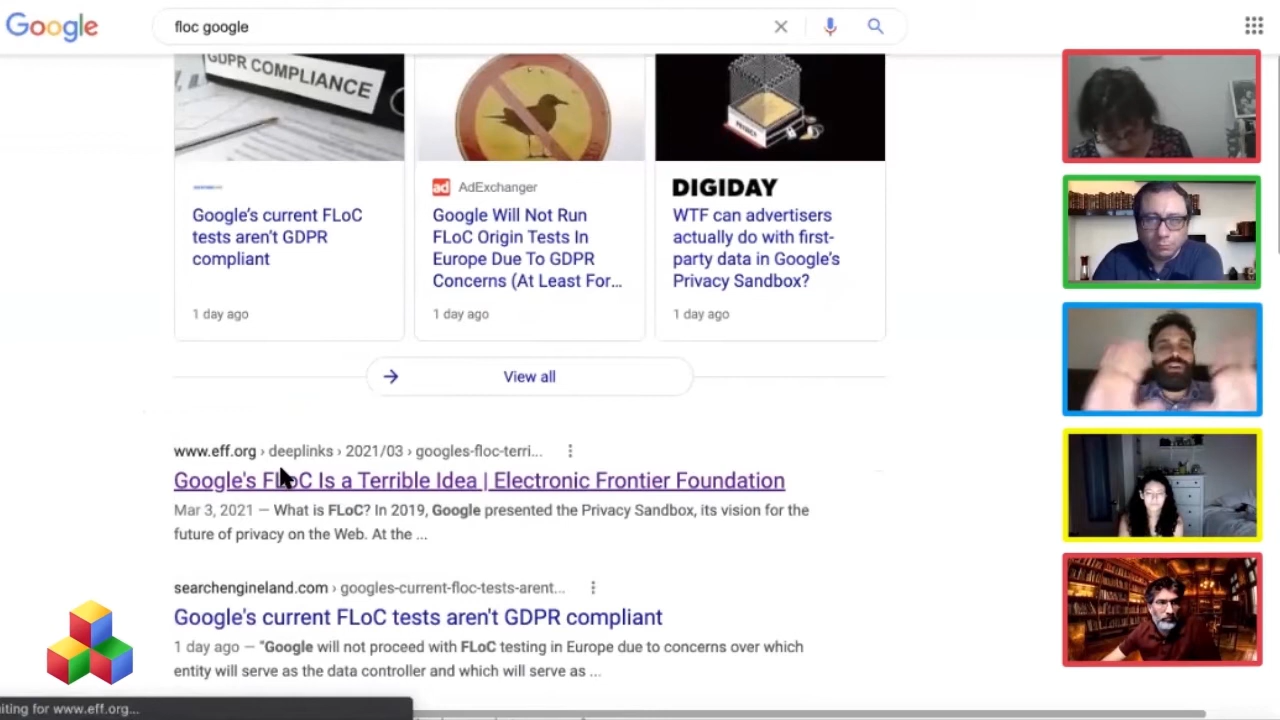 Google
floc google
GDPR COMPLIANCE
Google's current FLoC
tests aren't GDPR
compliant
1 day ago
ad AdExchanger
Google Will Not Run
FLoC Origin Tests In
Europe Due To GDPR
Concerns (At Least For...
1 day ago
DIGIDAY
WTF can advertisers
actually do with first-
party data in Google's
Privacy Sandbox?
1 day ago
View all
www.eff.org › deeplinks › 2021/03 › googles-floc-terri...
Google's FLoC Is a Terrible Idea | Electronic Frontier Foundation
Mar 3, 2021 — What is FLoC? In 2019, Google presented the Privacy Sandbox, its vision for the
future of privacy on the Web. At the ...
searchengineland.com › googles-current-floc-tests-arent...
Google's current FLoC tests aren't GDPR compliant
1 day ago — "Google will not proceed with FLoC testing in Europe due to concerns over which
entity will serve as the data controller and which will serve as ...
iting for www.eff.org...